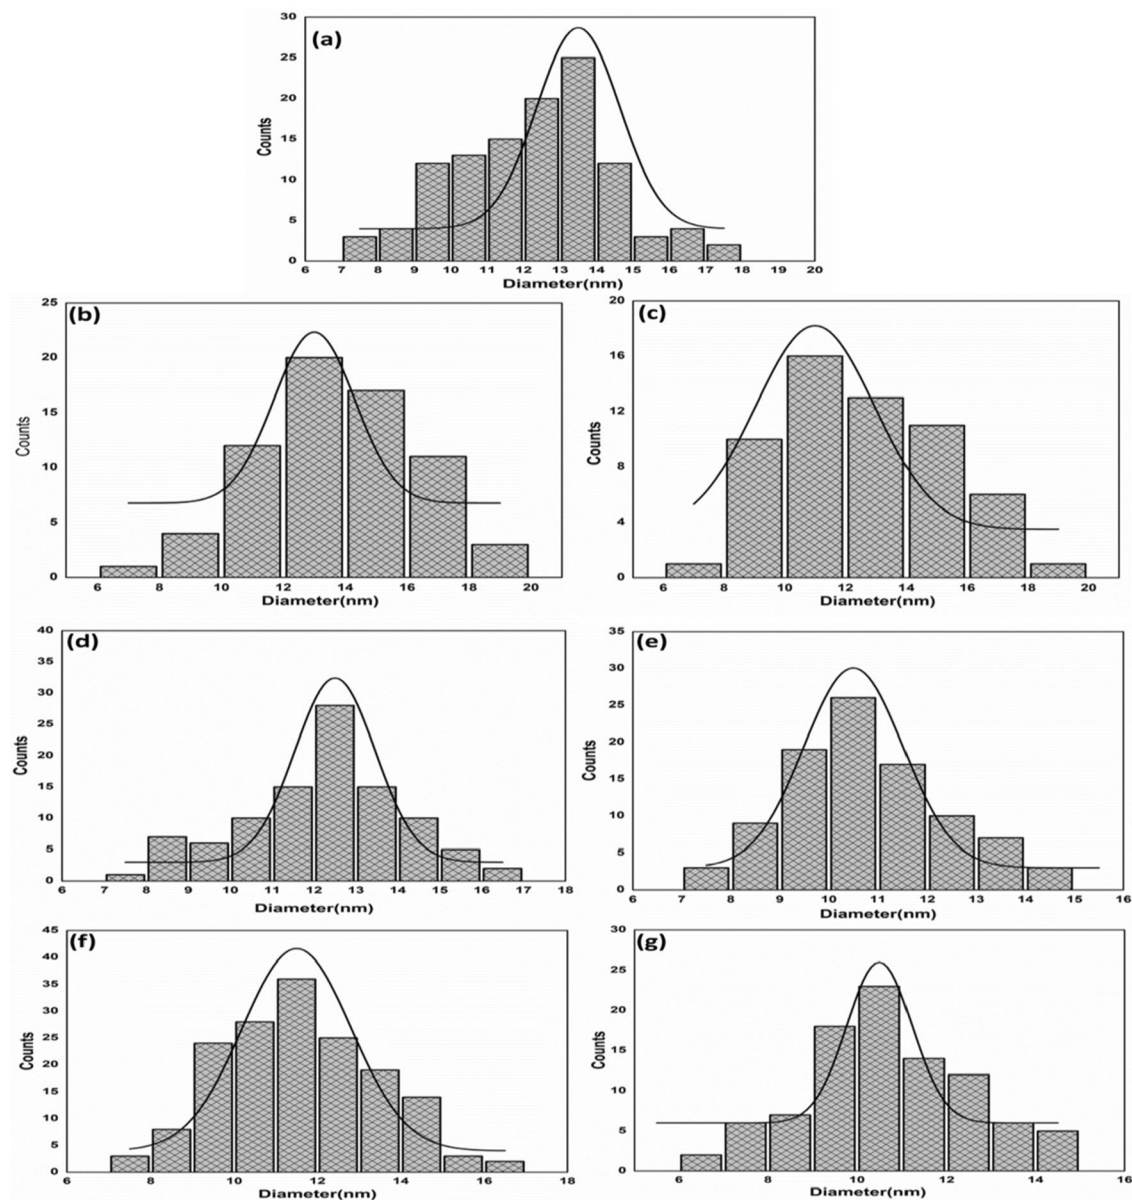 (a)
30
25
20
15
10
5
0
Counts
6 7 8 9 10 11 12 13 14 15 16 17 18 19 20
Diameter(nm)
(b)
25
20
15
10
5
0
Counts
6 8 10 12 14 16 18 20
Diameter(nm)
(c)
20
16
12
8
4
0
Counts
6 8 10 12 14 16 18 20
Diameter(nm)
(d)
40
35
30
25
20
15
10
5
0
Counts
6 7 8 9 10 11 12 13 14 15 16 17 18
Diameter(nm)
(e)
35
30
25
20
15
10
5
0
Counts
6 7 8 9 10 11 12 13 14 15 16
Diameter(nm)
(f)
45
40
35
30
25
20
15
10
5
0
Counts
6 8 10 12 14 16 18
Diameter(nm)
(g)
30
25
20
15
10
5
0
Counts
6 8 10 12 14 16
Diameter(nm)